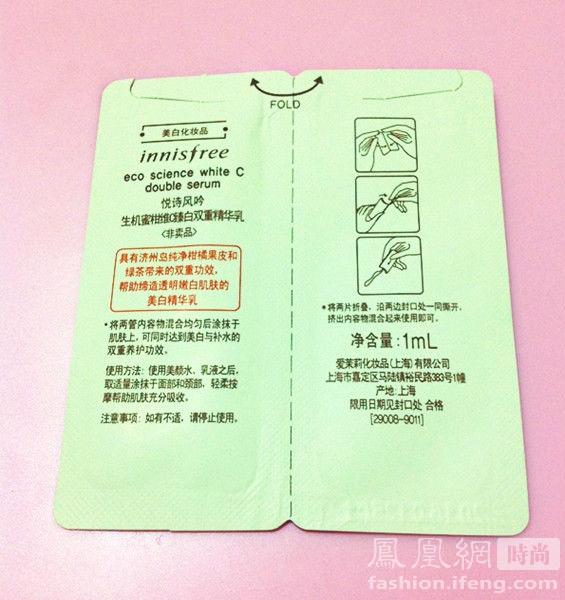 FOLD
美白化妆品
innisfree
eco science white C
double serum
悦诗风吟
生机蜜柑维C臻白双重精华乳
<非卖品>
具有济州岛纯净柑橘果皮和
绿茶带来的双重功效,
帮助缔造透明嫩白肌肤的
美白精华乳
*将两管内容物混合均匀后涂抹于
肌肤上,可同时达到美白与补水的
双重养护功效。
使用方法: 使用美颜水、乳液之后,
取适量涂抹于面部和颈部, 轻柔按
摩帮助肌肤充分吸收。
注意事项: 如有不适, 请停止使用。
*将两片折叠, 沿两边封口处一同撕开,
挤出内容物混合起来使用即可。
净含量: 1mL
爱茉莉化妆品(上海)有限公司
上海市嘉定区马陆镇裕民路383号1幢
产地: 上海
限用日期见封口处 合格
[29008-9011]
鳳凰網 時尚
fashion.ifeng.com